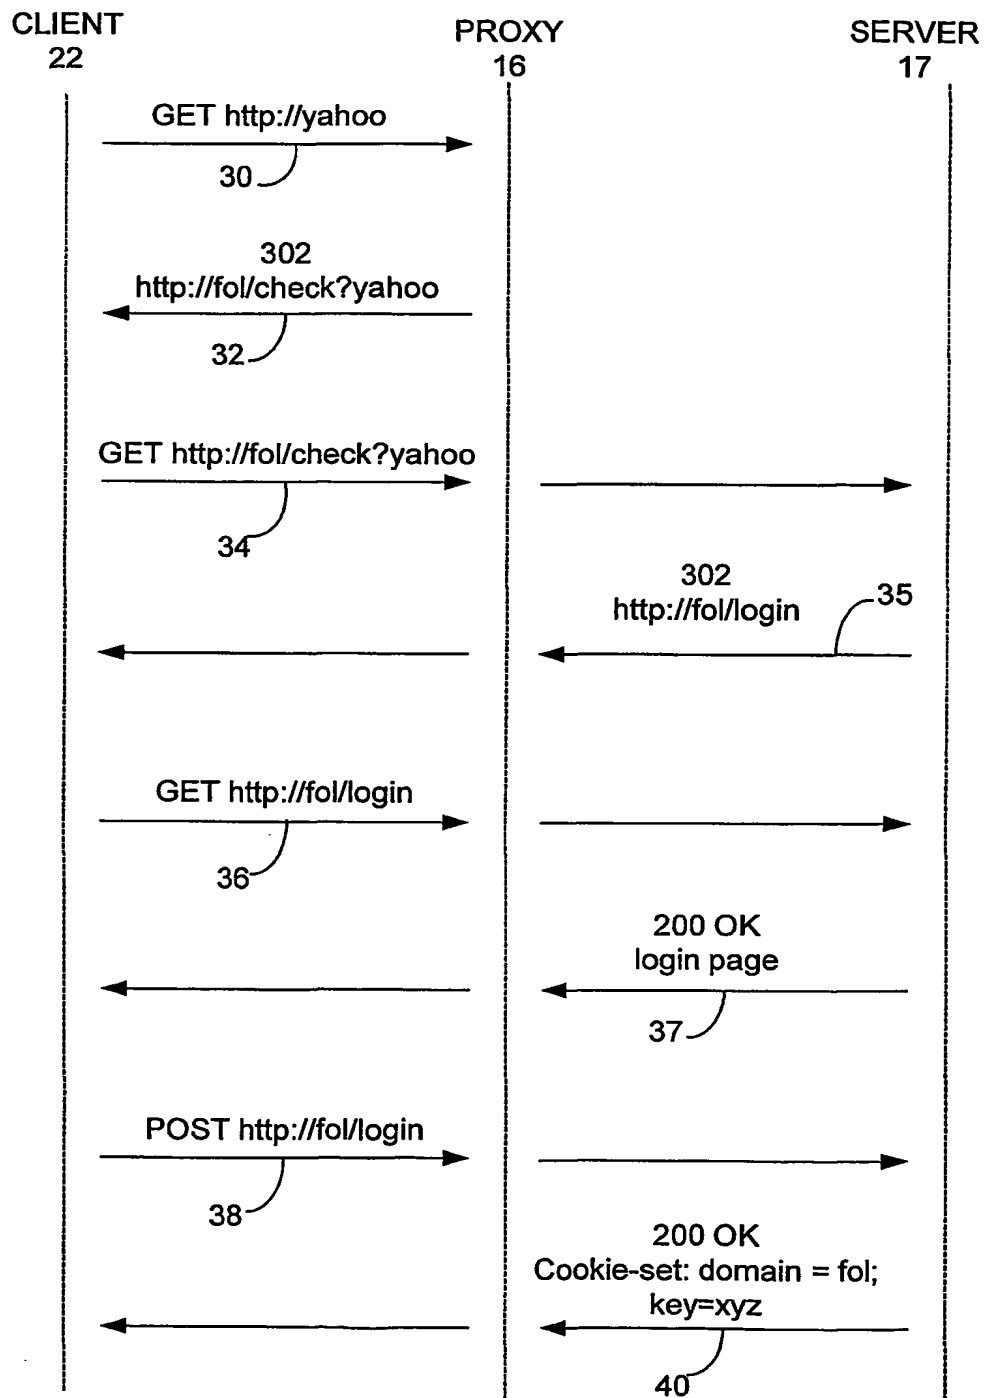 CLIENT
22
PROXY
16
SERVER
17
GET http://yahoo
30
302
http://fol/check?yahoo
32
GET http://fol/check?yahoo
34
302
http://fol/login
35
GET http://fol/login
36
200 OK
login page
37
POST http://fol/login
38
200 OK
Cookie-set: domain = fol;
key=xyz
40